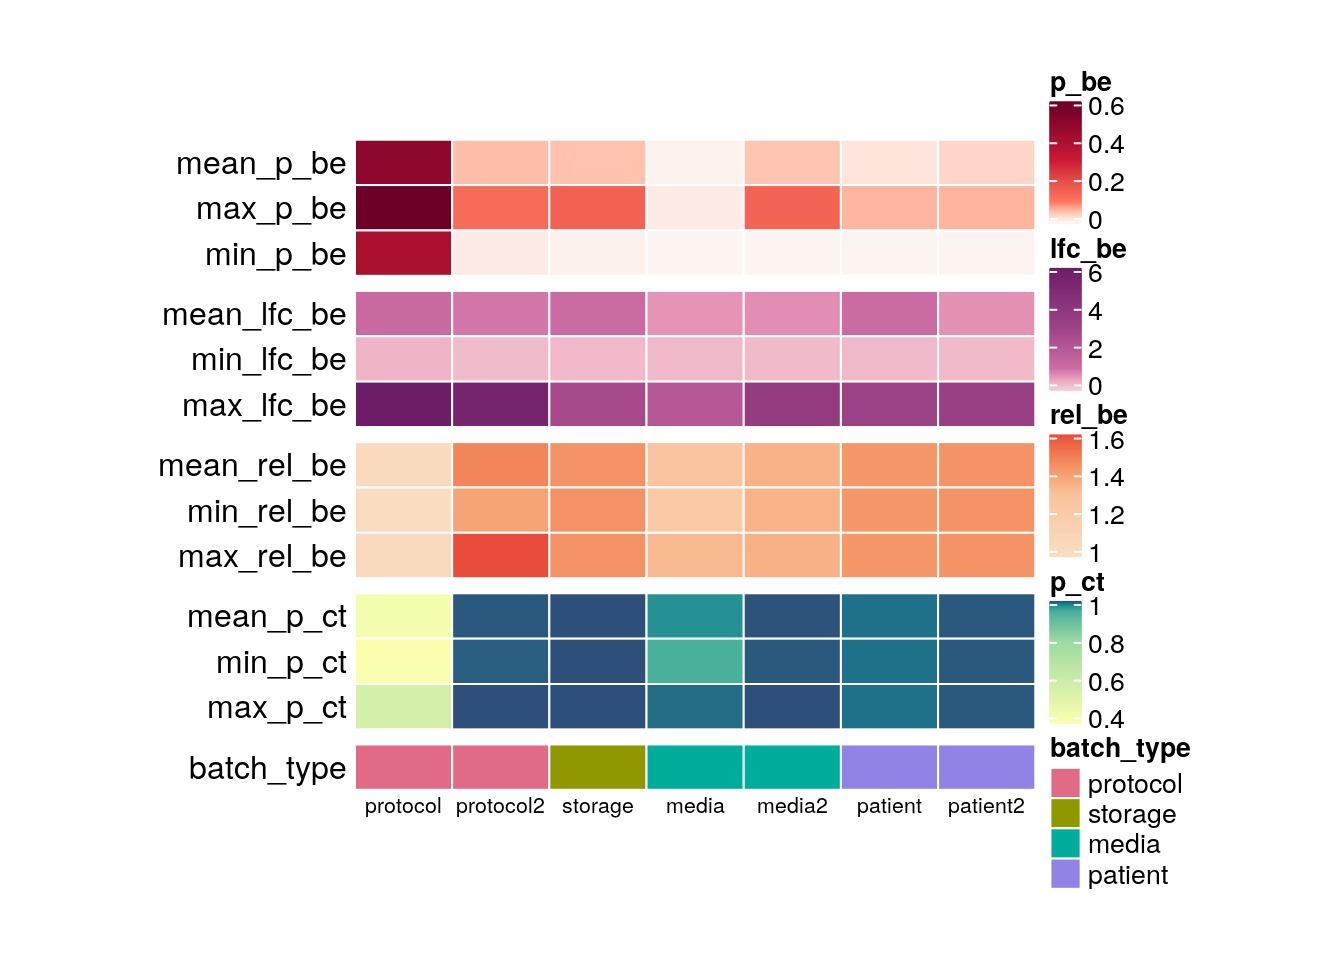 mean_p_be
max_p_be
min_p_be
mean_lfc_be
min_lfc_be
max_lfc_be
mean_rel_be
min_rel_be
max_rel_be
mean_p_ct
min_p_ct
max_p_ct
batch_type
protocol protocol2 storage media media2 patient patient2
p_be
0.6
0.4
0.2
0
lfc_be
6
4
2
0
rel_be
1.6
1.4
1.2
1
p_ct
1
0.8
0.6
0.4
batch_type
protocol
storage
media
patient